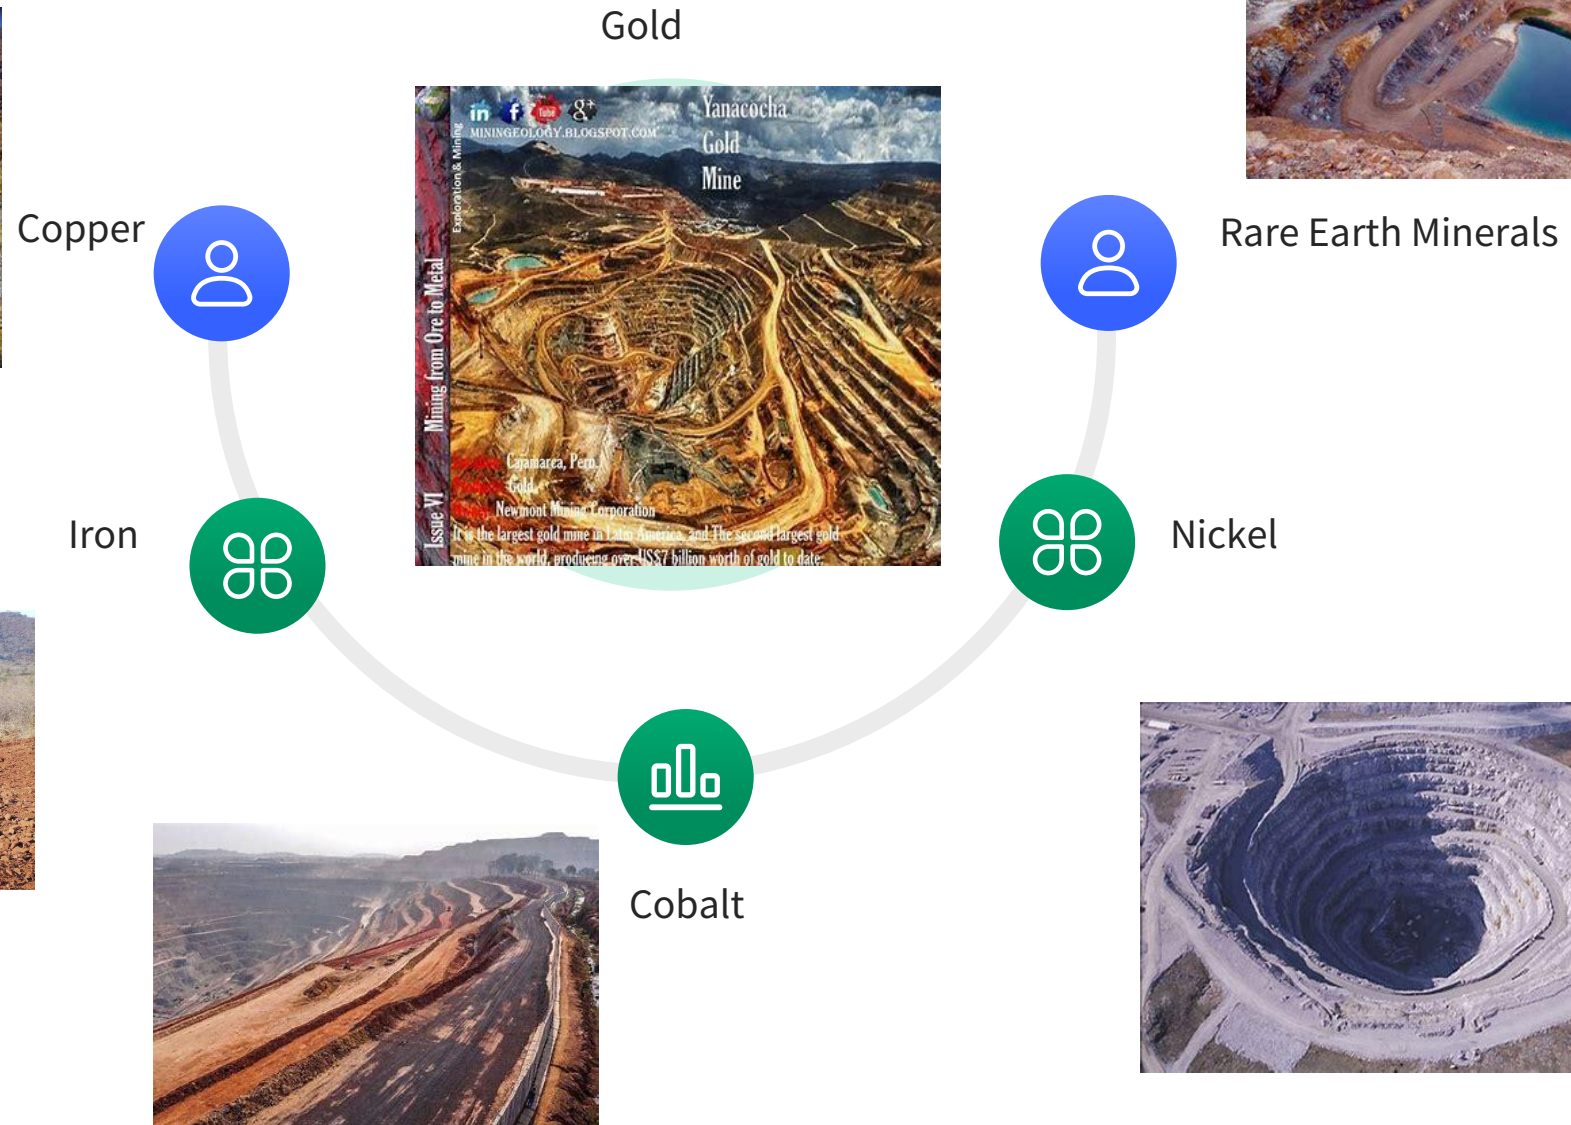 Gold
in f Tube g+
MININGEOLOGY.BLOGSPOT.COM
Yanacocha
Gold
Mine
Exploration & Mining
Mining from Ore to Metal
Issue VI
Cajamarca, Peru
Gold
Newmont Mining Corporation
It is the largest gold mine in Latin America, and The second largest gold
mine in the world, producing over US$7 billion worth of gold to date.
Copper
Rare Earth Minerals
Iron
Nickel
Cobalt